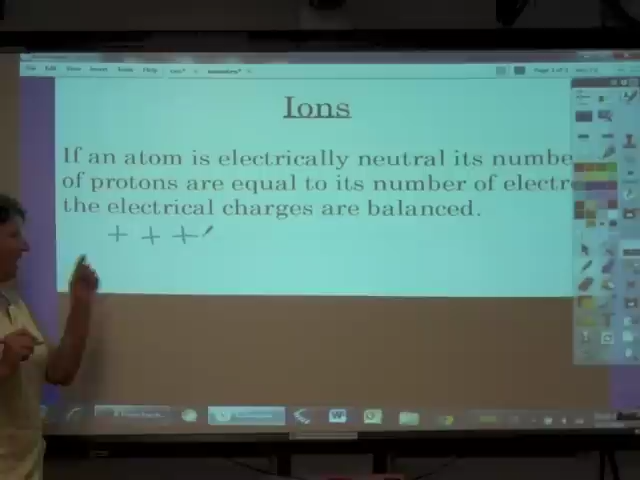 Ions
If an atom is electrically neutral its numbe
of protons are equal to its number of electr
the electrical charges are balanced.
+ + +